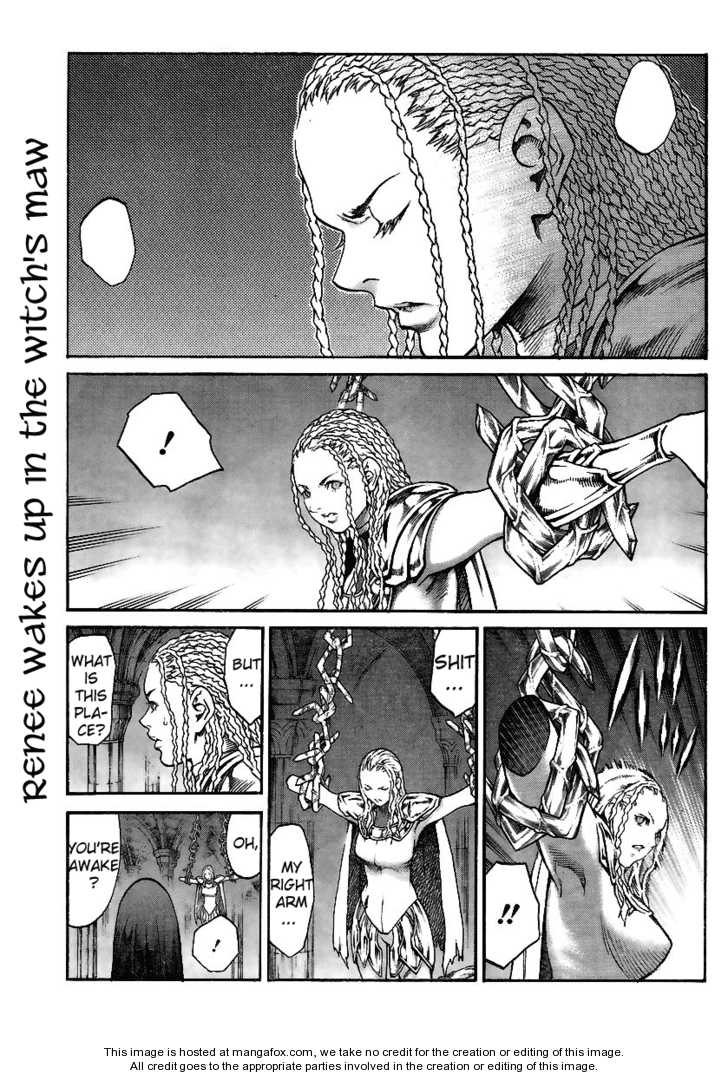 RENEE WAKES UP IN THE WITCH'S MAW
!
!!
SHIT
...
MY
RIGHT
ARM
...
BUT
...
WHAT
IS
THIS
PLA-
CE?
OH,
YOU'RE
AWAKE
?
!
This image is hosted at mangafox.com, we take no credit for the creation or editing of this image.
All credit goes to the appropriate parties involved in the creation or editing of this image.